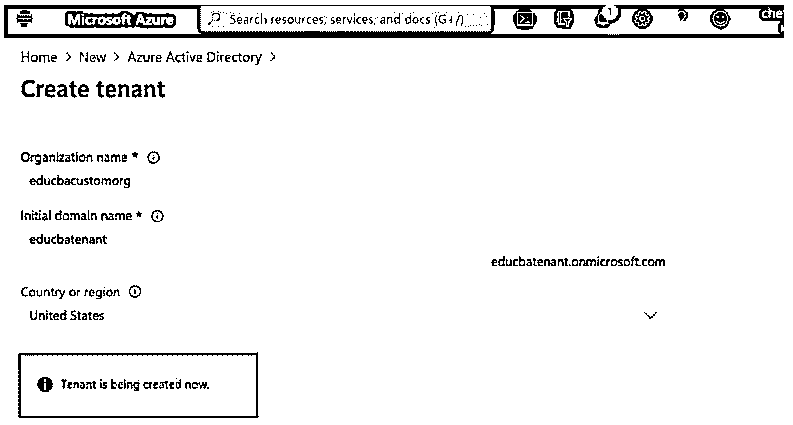 Microsoft Azure
Search resources, services, and docs (G+/)
1
che
Home > New > Azure Active Directory >
Create tenant
Organization name *
educbacustomorg
Initial domain name *
educbatenant
educbatenant.onmicrosoft.com
Country or region
United States
Tenant is being created now.